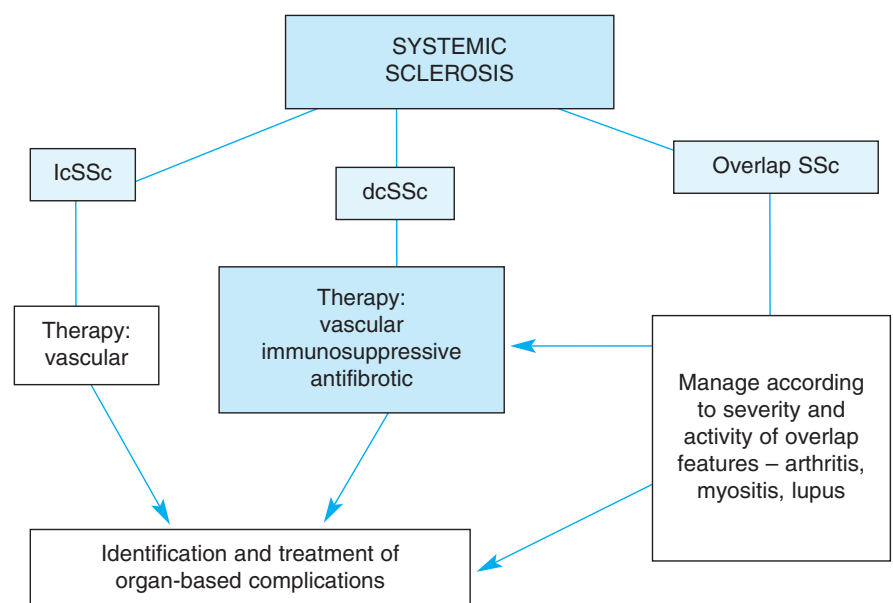 SYSTEMIC
SCLEROSIS
lcSSc
dcSSc
Overlap SSc
Therapy:
vascular
Therapy:
vascular
immunosuppressive
antifibrotic
Manage according
to severity and
activity of overlap
features – arthritis,
myositis, lupus
Identification and treatment of
organ-based complications